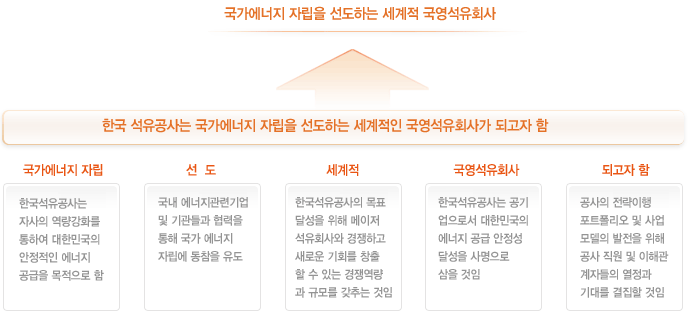 국가에너지 자립을 선도하는 세계적 국영석유회사
한국 석유공사는 국가에너지 자립을 선도하는 세계적인 국영석유회사가 되고자 함
국가에너지 자립
한국석유공사는
자사의 역량강화를
통하여 대한민국의
안정적인 에너지
공급을 목적으로 함
선 도
국내 에너지관련기업
및 기관들과 협력을
통해 국가 에너지
자립에 동참을 유도
세계적
한국석유공사의 목표
달성을 위해 메이저
석유회사와 경쟁하고
새로운 기회를 창출
할 수 있는 경쟁역량
과 규모를 갖추는 것임
국영석유회사
한국석유공사는 공기
업으로서 대한민국의
에너지 공급 안정성
달성을 사명으로
삼을 것임
되고자 함
공사의 전략이행
포트폴리오 및 사업
모델의 발전을 위해
공사 직원 및 이해관
계자들의 열정과
기대를 결집할 것임